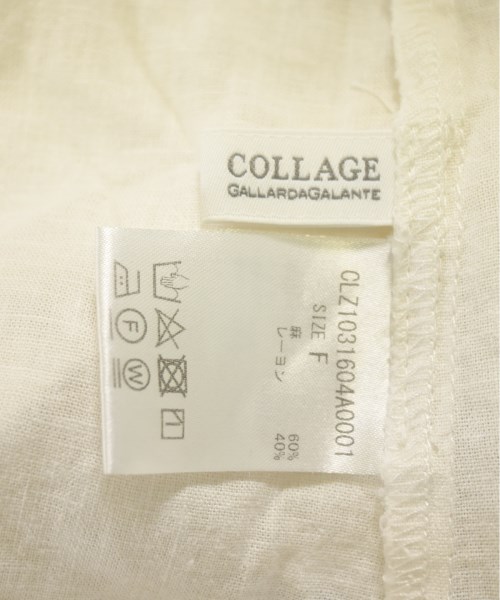 COLLAGE
GALLARDAGALANTE
CLZ1031604A0001
SIZE F
麻 60%
レーヨン 40%
F
W